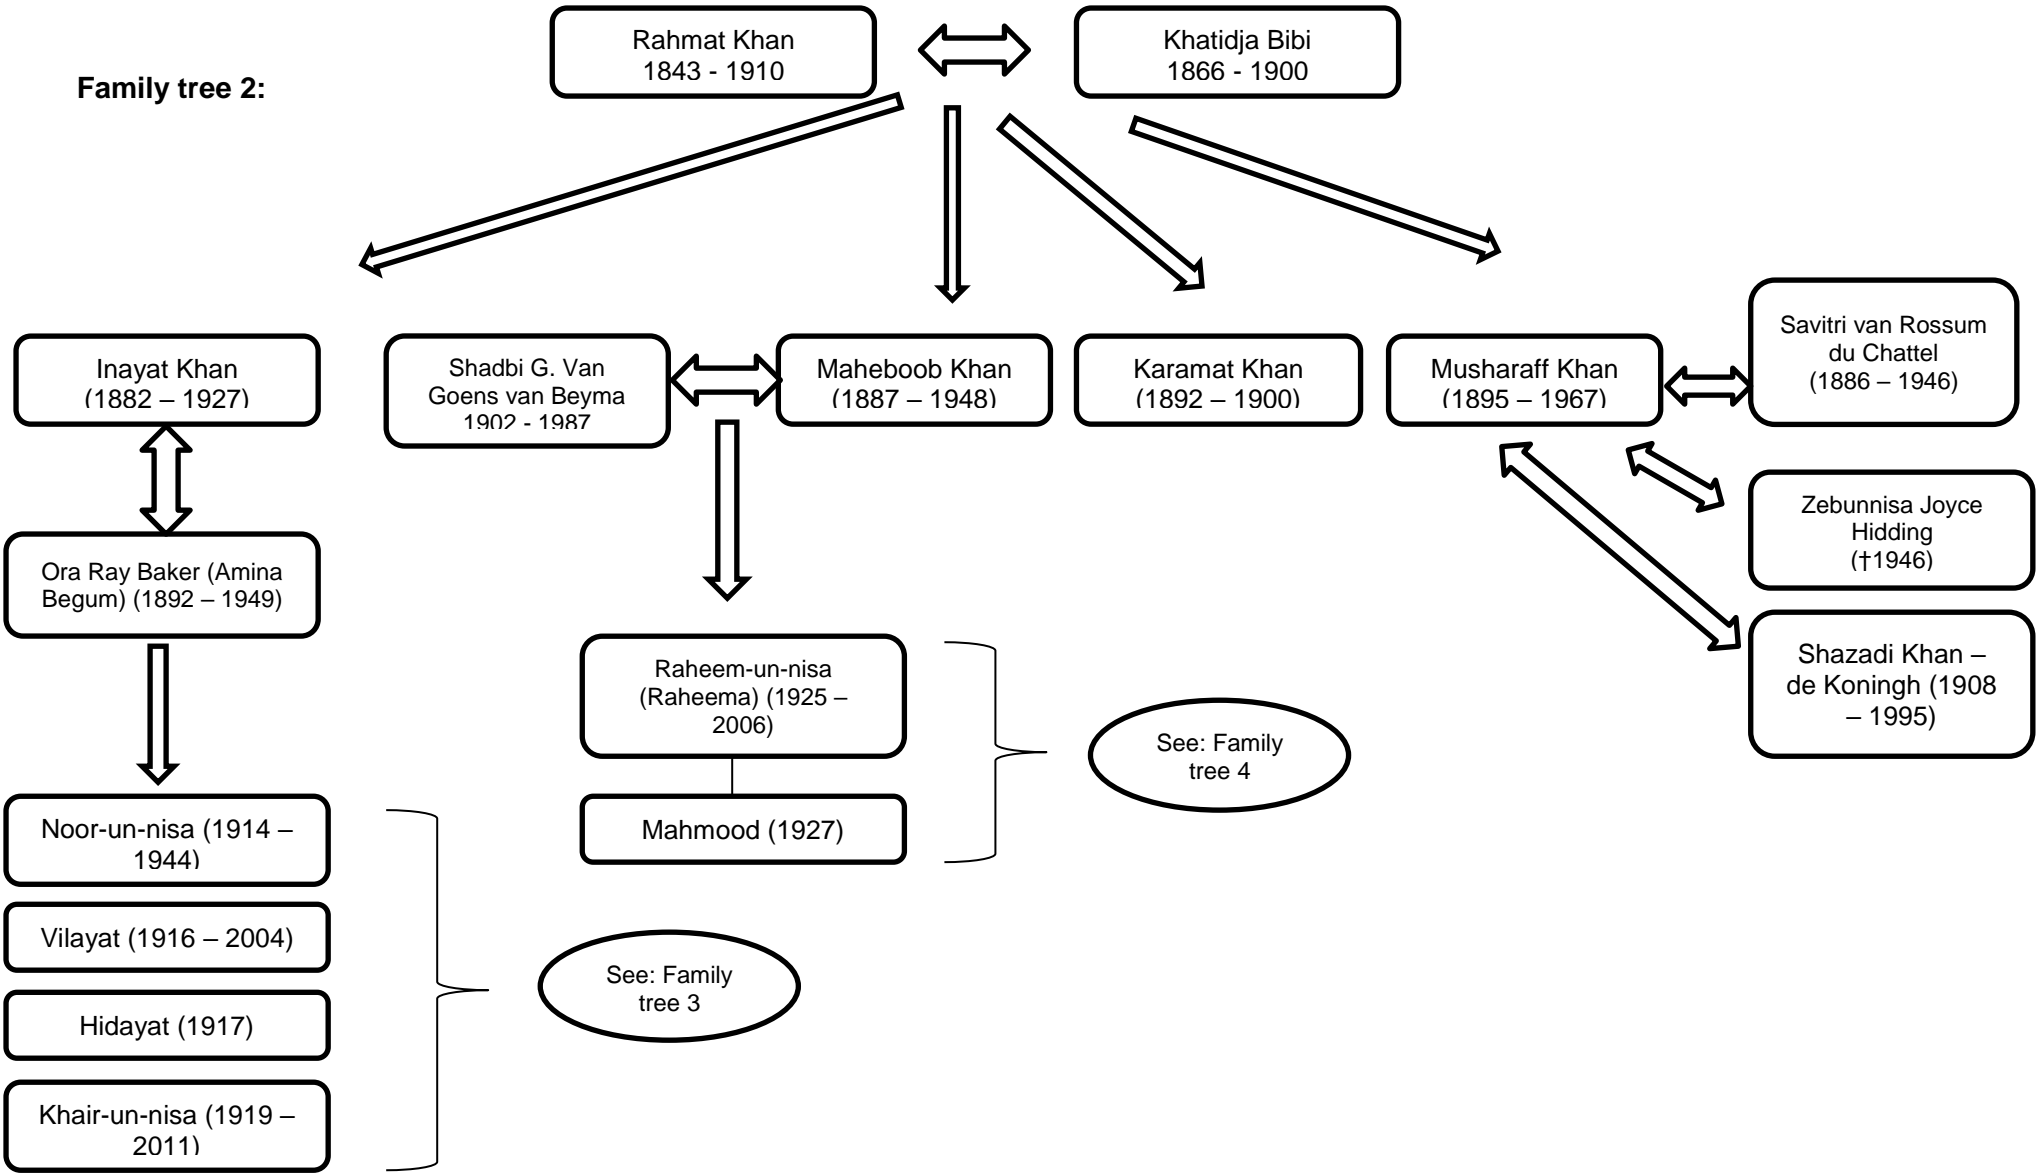 Family tree 2:
Rahmat Khan
1843 - 1910
Khatidja Bibi
1866 - 1900
Inayat Khan
(1882 – 1927)
Shadbi G. Van
Goens van Beyma
1902 - 1987
Maheboob Khan
(1887 – 1948)
Karamat Khan
(1892 – 1900)
Musharaff Khan
(1895 – 1967)
Savitri van Rossum
du Chattel
(1886 – 1946)
Zebunnisa Joyce
Hidding
(†1946)
Shazadi Khan –
de Koningh (1908
– 1995)
Ora Ray Baker (Amina
Begum) (1892 – 1949)
Raheem-un-nisa
(Raheema) (1925 –
2006)
Mahmood (1927)
See: Family
tree 4
Noor-un-nisa (1914 –
1944)
Vilayat (1916 – 2004)
Hidayat (1917)
Khair-un-nisa (1919 –
2011)
See: Family
tree 3